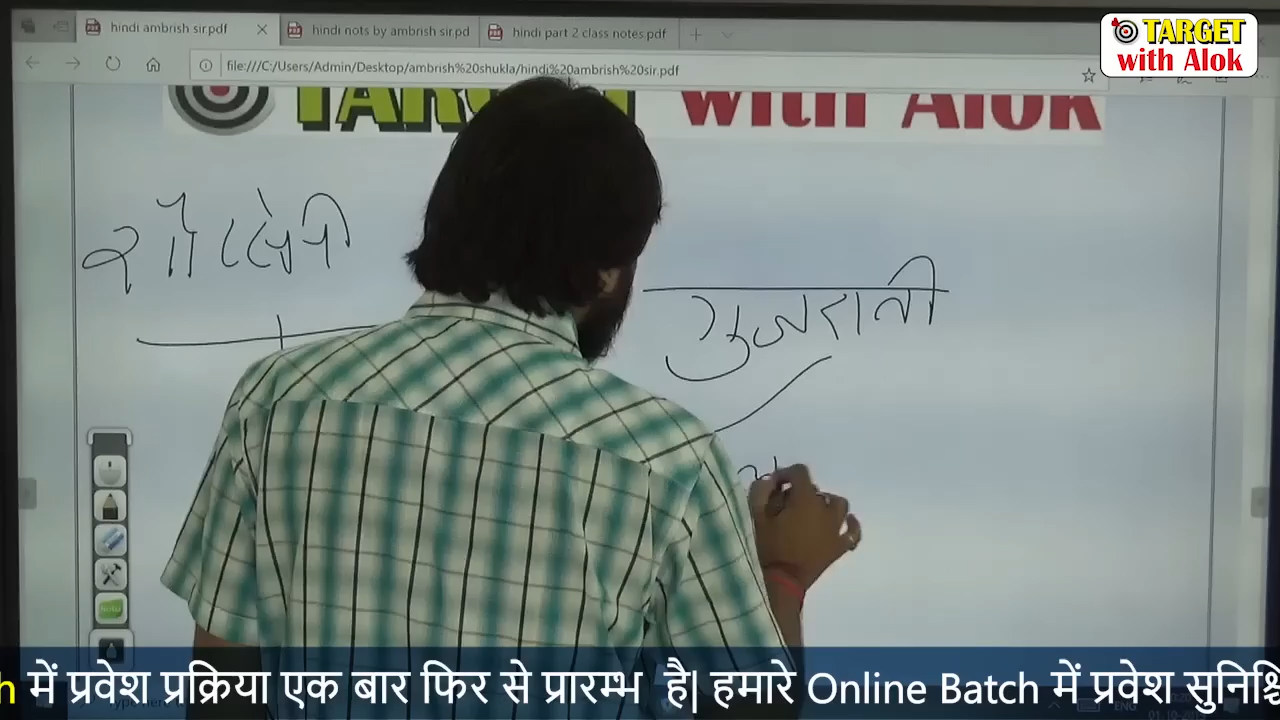 hindi ambrish sir.pdf
hindi nots by ambrish sir.pd
hindi part 2 class notes.pdf
TARGET
with Alok
file:///C:/Users/Admin/Desktop/ambrish%20shukla/hindi%20ambrish%20sir.pdf
TARGET with Alok
शौरसेनी
गुजराती
h में प्रवेश प्रक्रिया एक बार फिर से प्रारम्भ है| हमारे Online Batch में प्रवेश सुनिश्चि